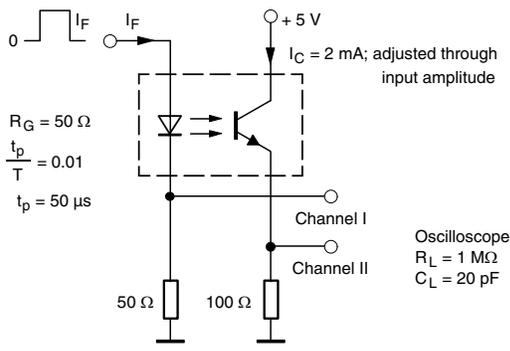 0
I_F
I_F
+ 5 V
I_C = 2 mA; adjusted through
input amplitude
R_G = 50 Ω
t_p
T
= 0.01
t_p = 50 µs
Channel I
Channel II
50 Ω
100 Ω
Oscilloscope
R_L = 1 MΩ
C_L = 20 pF